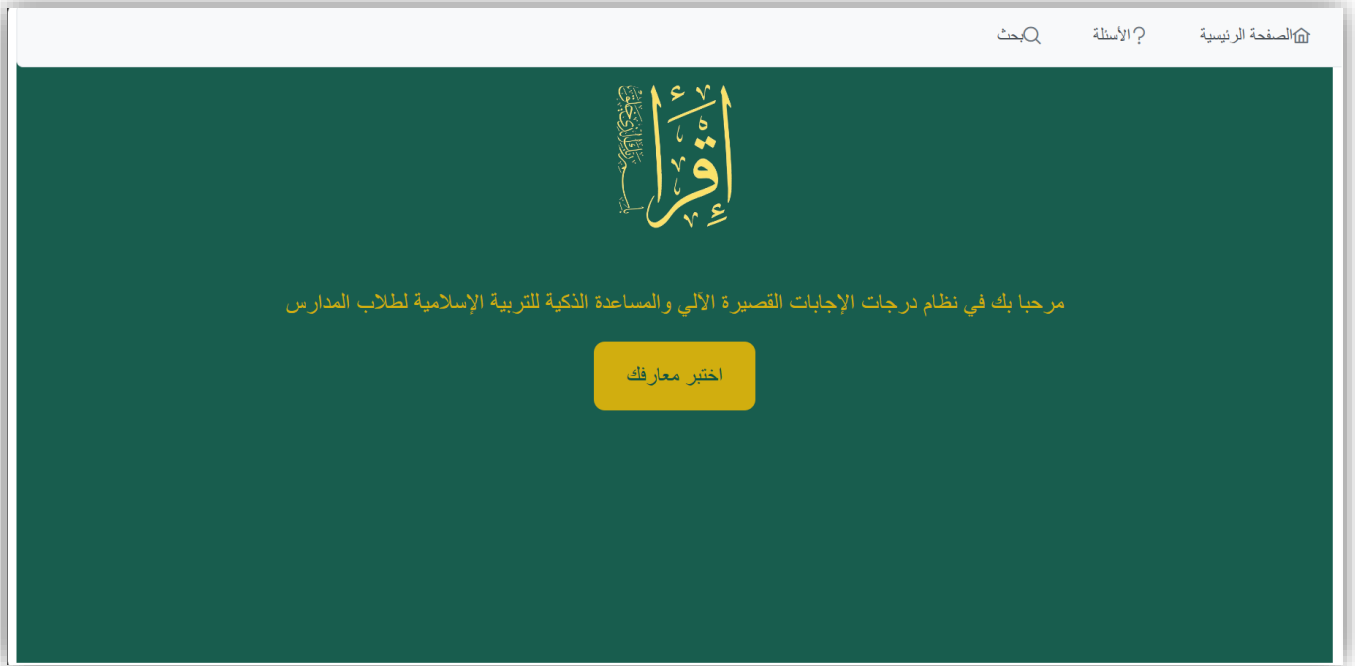 الصفحة الرئيسية
الأسئلة?
بحث
إِقْرَأْ
مرحبا بك في نظام درجات الإجابات القصيرة الآلي والمساعدة الذكية للتربية الإسلامية لطلاب المدارس
اختبر معارفك